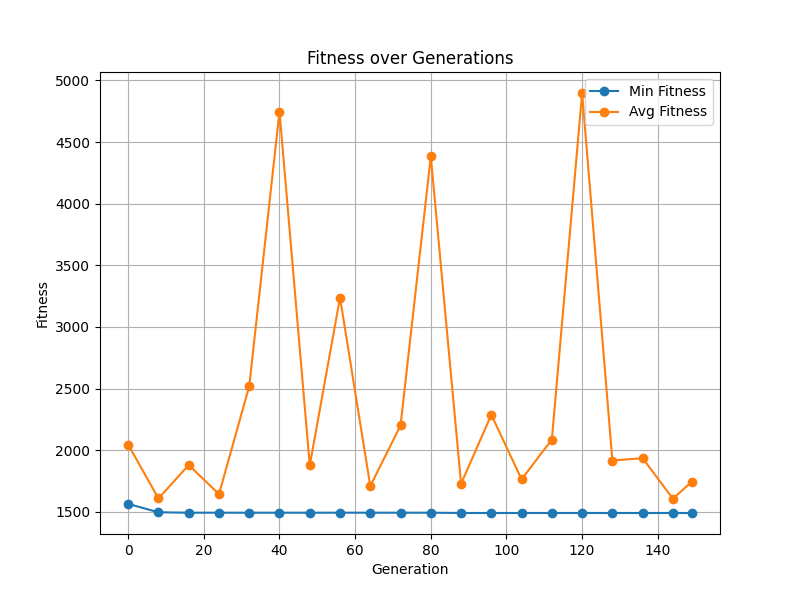 Fitness over Generations
Min Fitness
Avg Fitness
5000
4500
4000
3500
3000
2500
2000
1500
Fitness
0 20 40 60 80 100 120 140
Generation